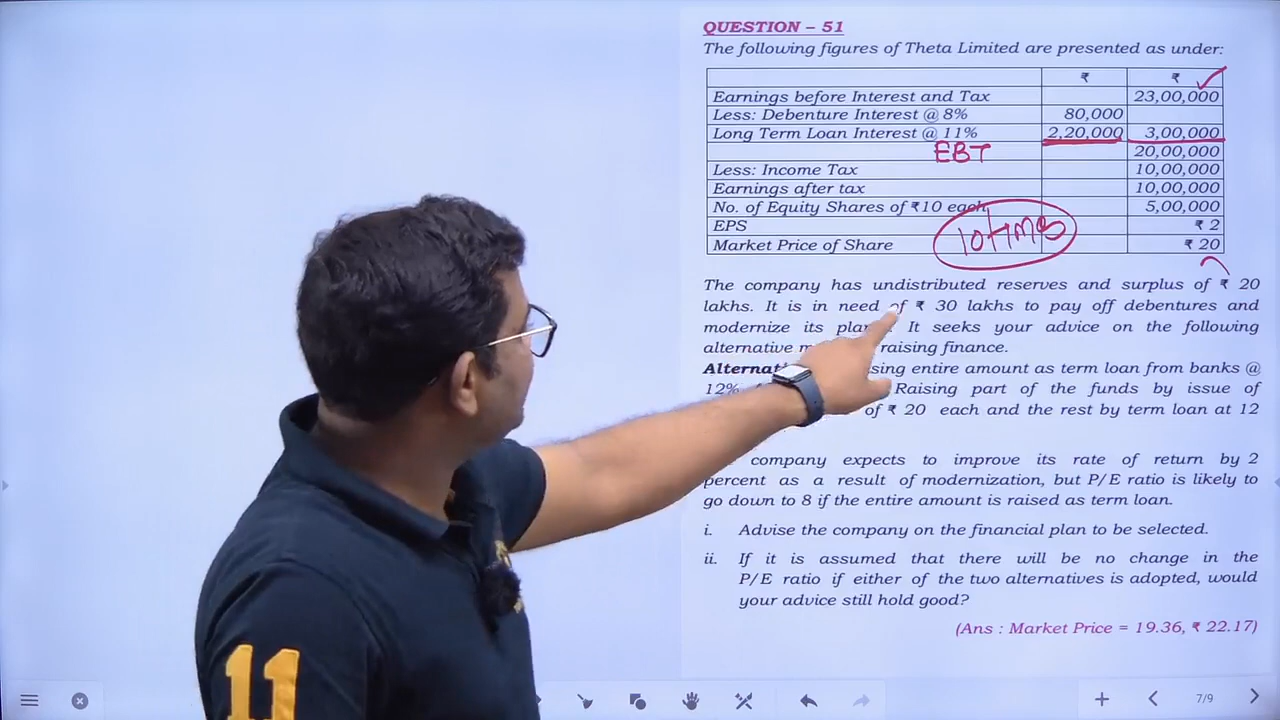 QUESTION – 51
The following figures of Theta Limited are presented as under:
₹ ₹
Earnings before Interest and Tax 23,00,000
Less: Debenture Interest @ 8% 80,000
Long Term Loan Interest @ 11% 2,20,000 3,00,000
EBT 20,00,000
Less: Income Tax 10,00,000
Earnings after tax 10,00,000
No. of Equity Shares of ₹10 each 5,00,000
EPS ₹ 2
Market Price of Share ₹ 20
10 times
The company has undistributed reserves and surplus of ₹ 20
lakhs. It is in need of ₹ 30 lakhs to pay off debentures and
modernize its It seeks your advice on the following
alternative raising finance.
entire amount as term loan from banks @
12% Raising part of the funds by issue of
of ₹ 20 each and the rest by term loan at 12
company expects to improve its rate of return by 2
percent as a result of modernization, but P/E ratio is likely to
go down to 8 if the entire amount is raised as term loan.
i. Advise the company on the financial plan to be selected.
ii. If it is assumed that there will be no change in the
P/E ratio if either of the two alternatives is adopted, would
your advice still hold good?
(Ans : Market Price = 19.36, ₹ 22.17)
11
7/9